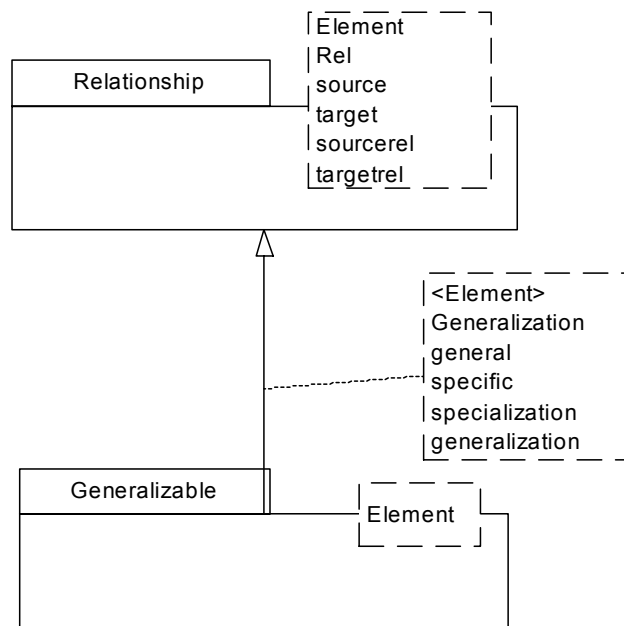 Relationship
Element
Rel
source
target
sourcerel
targetrel
<Element>
Generalization
general
specific
specialization
generalization
Generalizable
Element